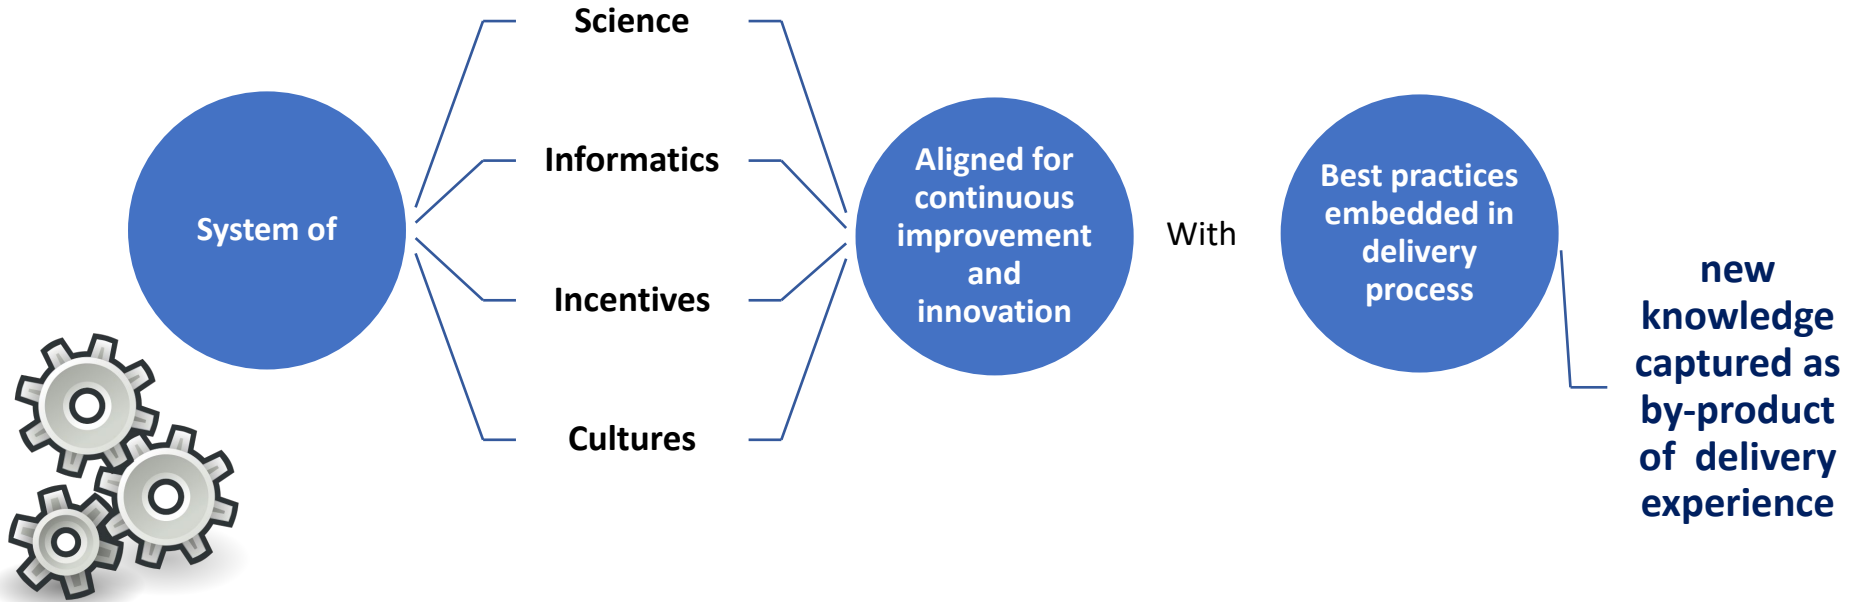 System of
Science
Informatics
Incentives
Cultures
Aligned for
continuous
improvement
and
innovation
With
Best practices
embedded in
delivery
process
new
knowledge
captured as
by-product
of delivery
experience